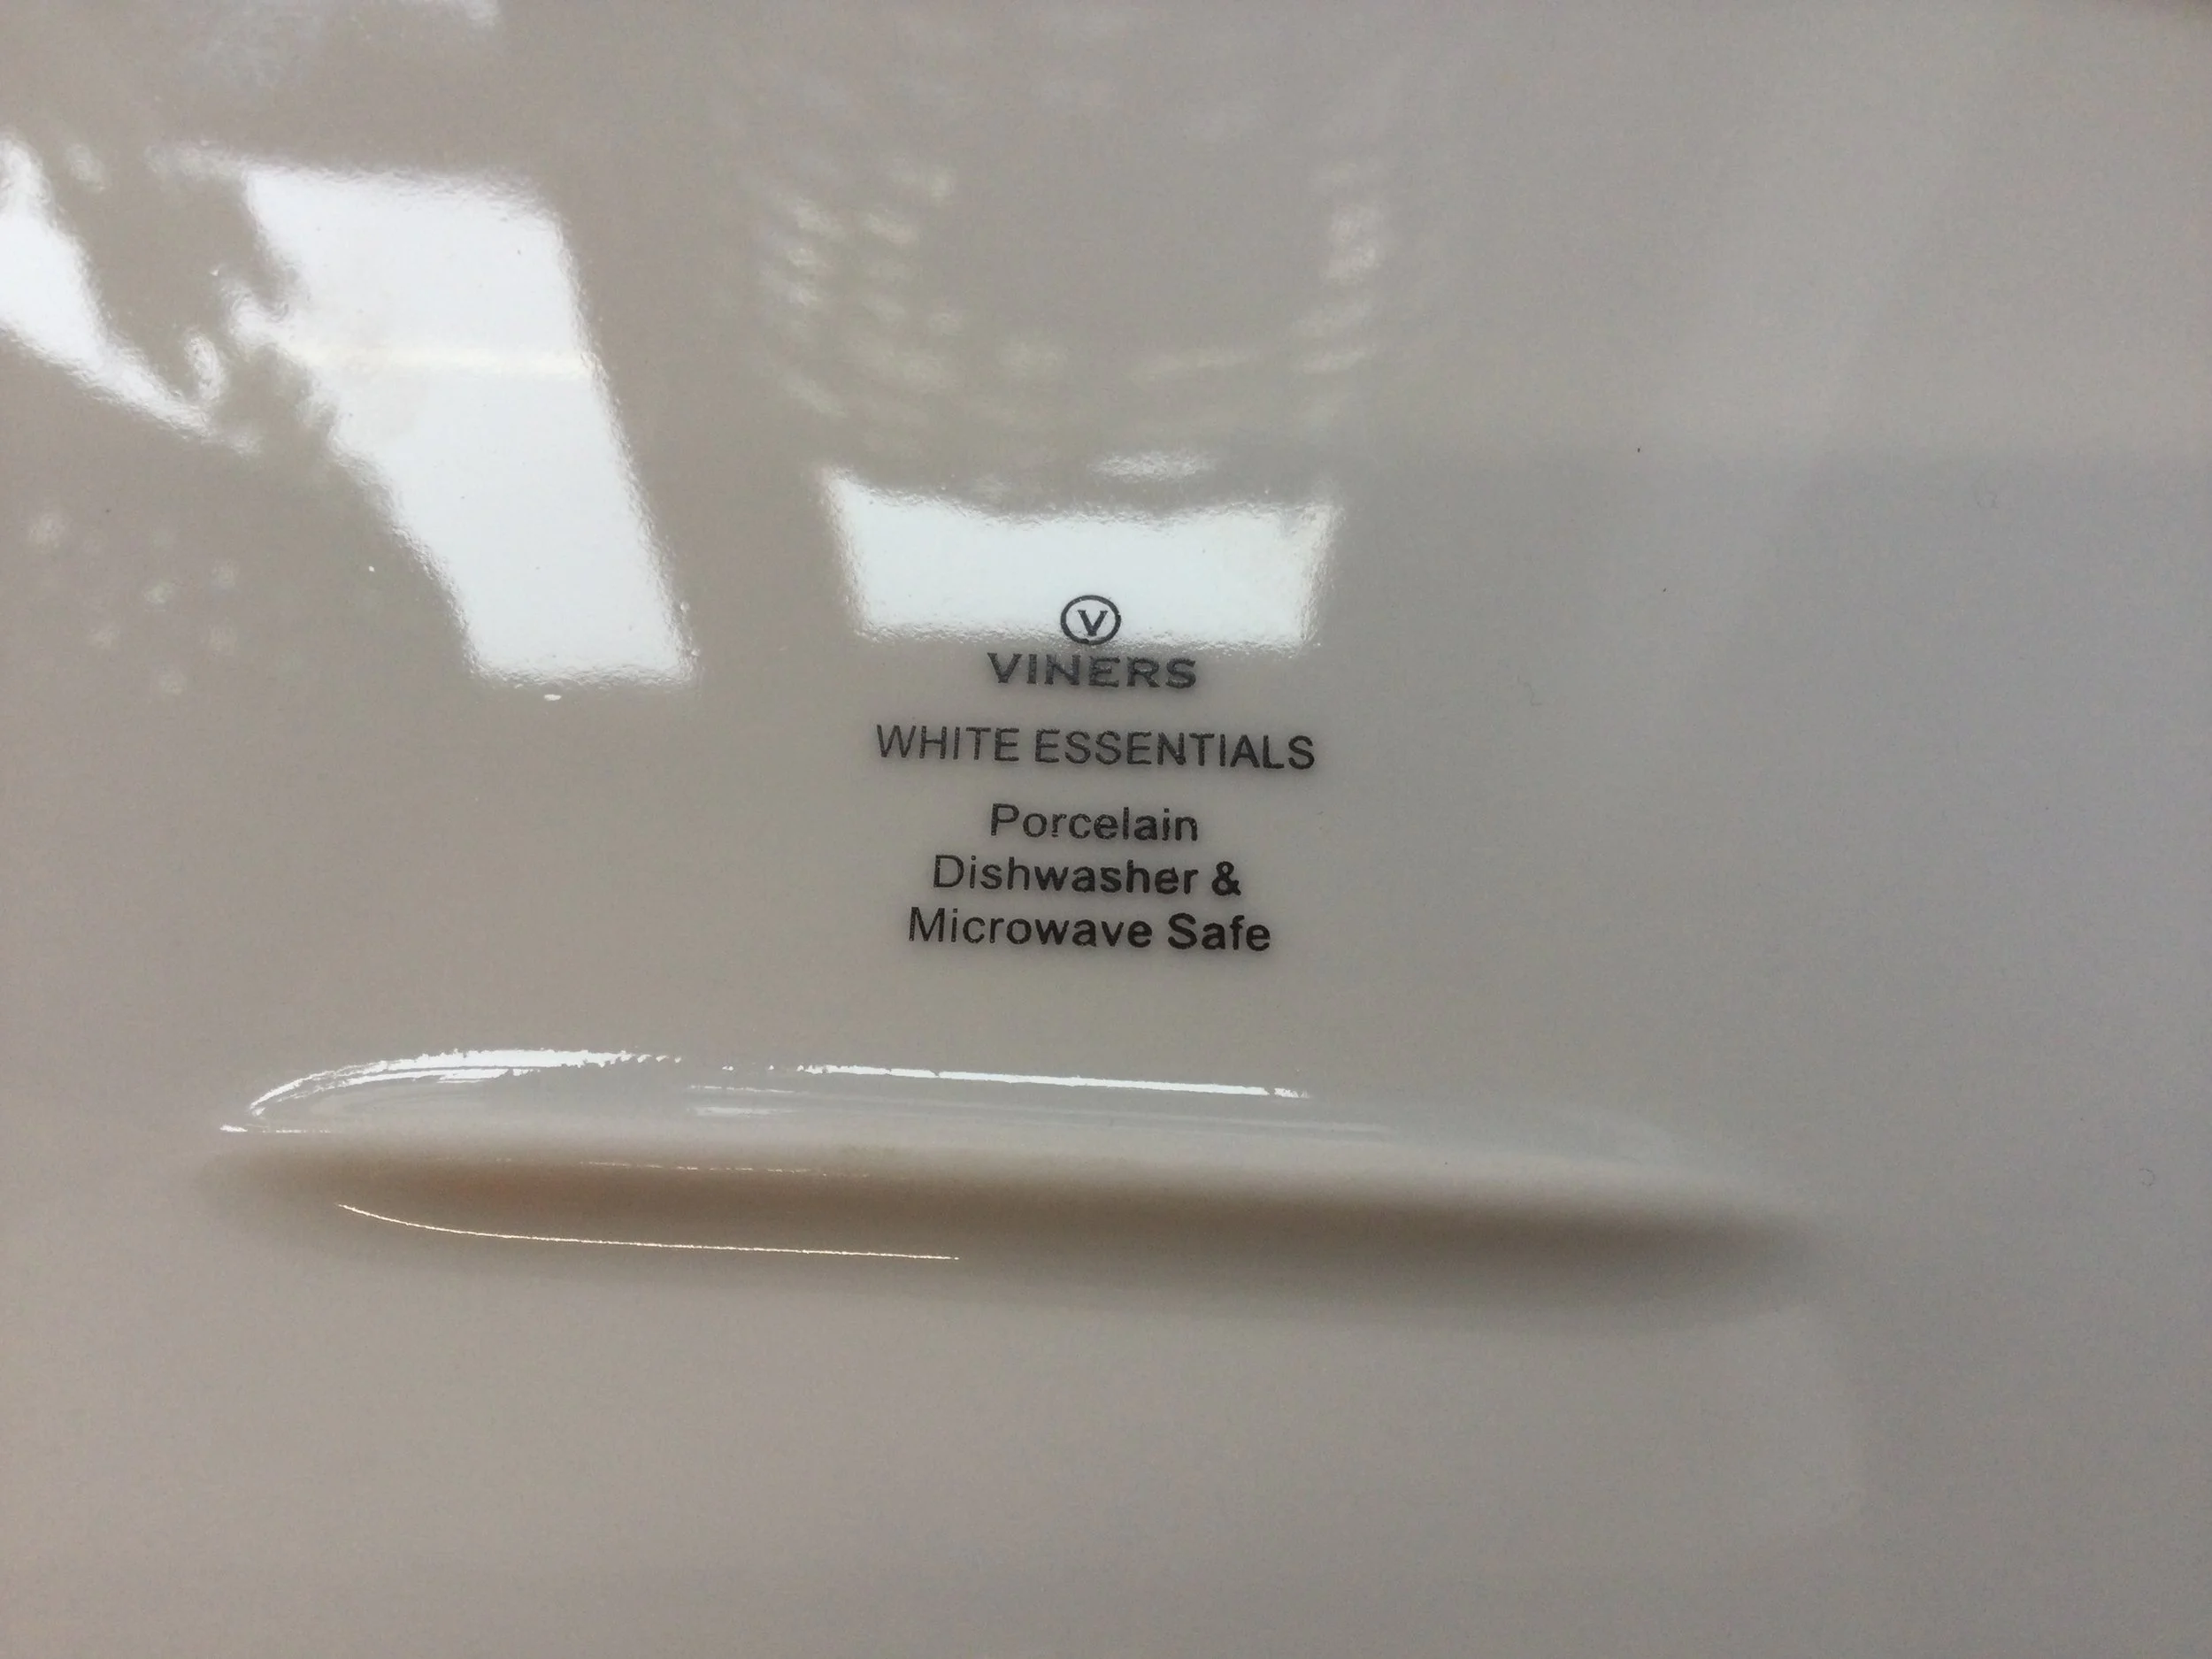 V
VINERS
WHITE ESSENTIALS
Porcelain
Dishwasher &
Microwave Safe